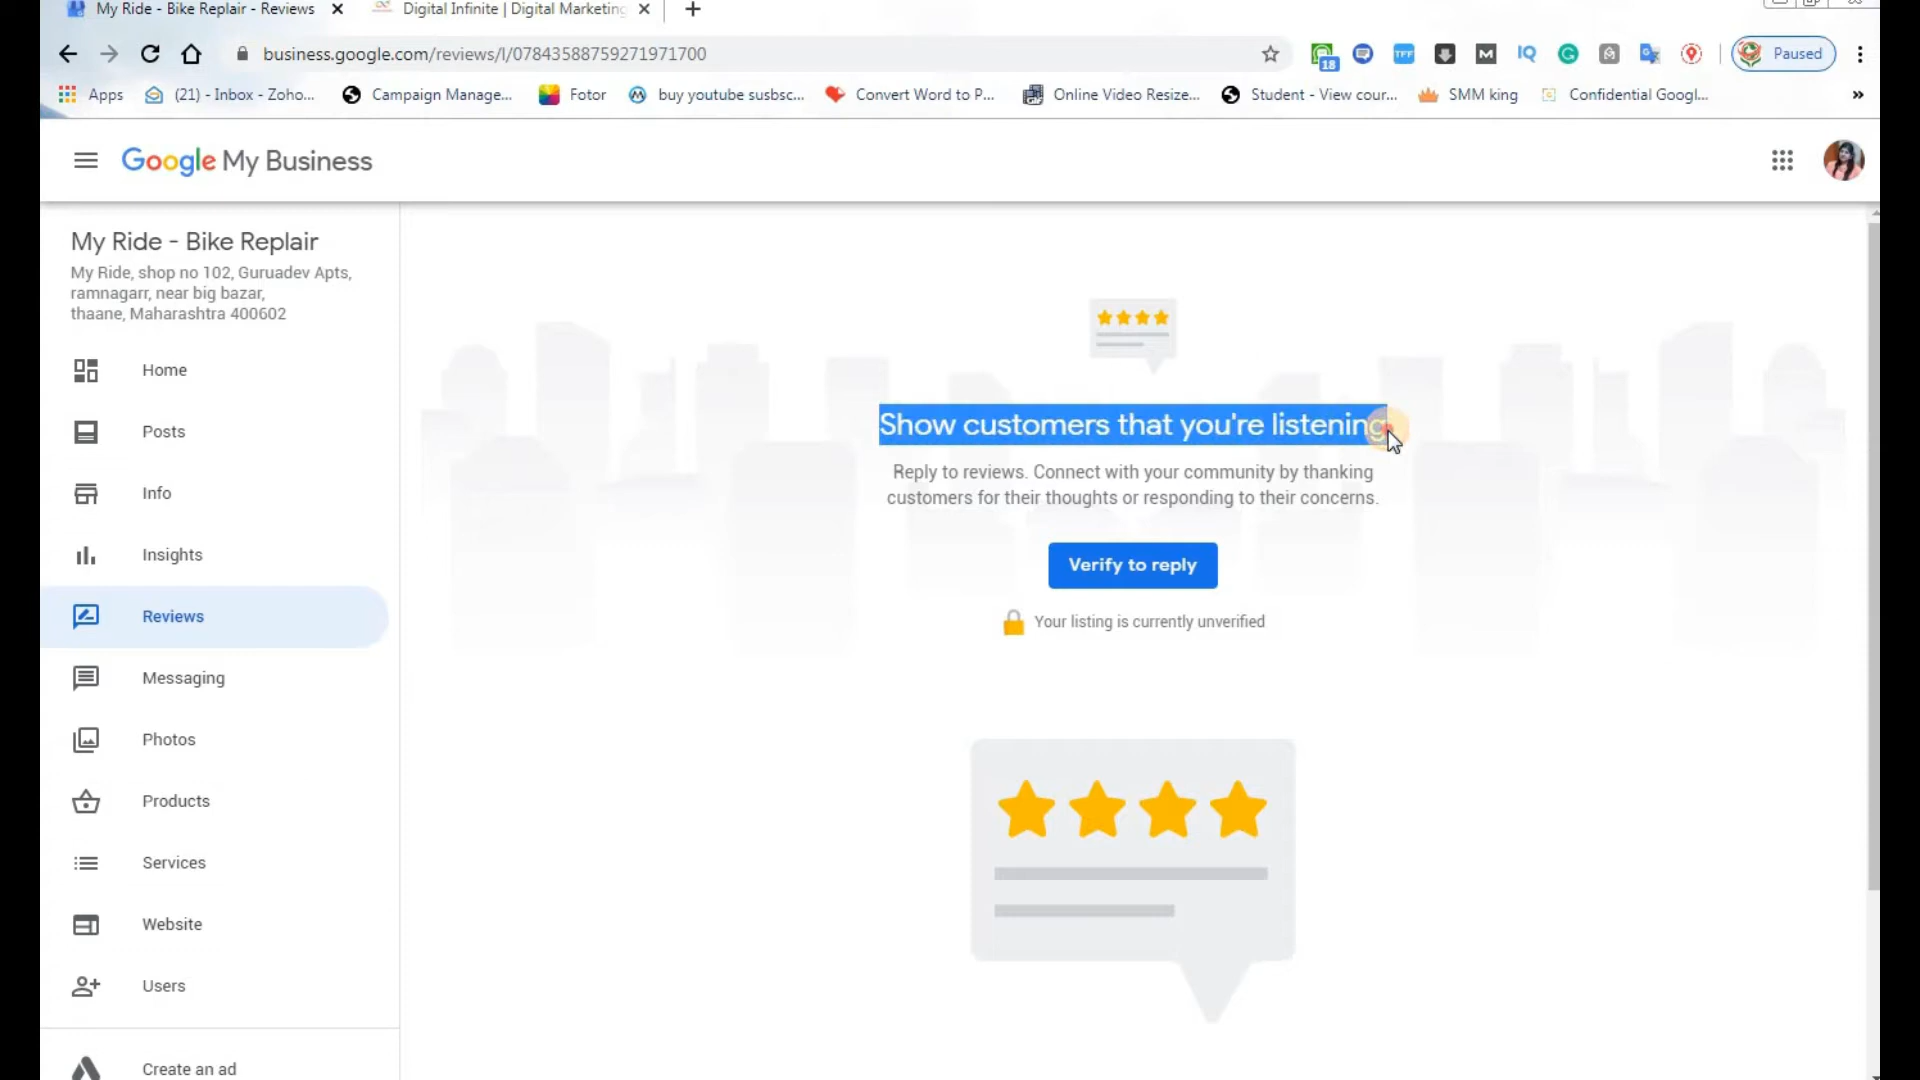 My Ride - Bike Replair - Reviews
Digital Infinite | Digital Marketing
business.google.com/reviews/l/07843588759271971700
18
TFF
M
IQ
Paused
Apps
(21) - Inbox - Zoho...
Campaign Manage...
Fotor
buy youtube susbsc...
Convert Word to P...
Online Video Resize...
Student - View cour...
SMM king
Confidential Googl...
»
Google My Business
My Ride - Bike Replair
My Ride, shop no 102, Guruadev Apts,
ramnagarr, near big bazar,
thaane, Maharashtra 400602
Home
Posts
Info
Insights
Reviews
Messaging
Photos
Products
Services
Website
Users
Create an ad
Show customers that you're listening
Reply to reviews. Connect with your community by thanking
customers for their thoughts or responding to their concerns.
Verify to reply
Your listing is currently unverified